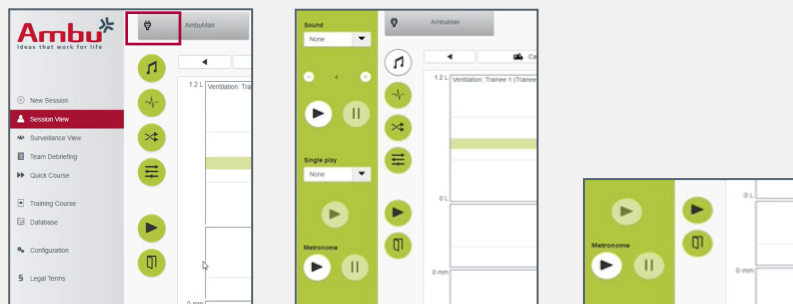 Ambu
Ideas that work for life
New Session
Session View
Surveillance View
Team Debriefing
Quick Course
Training Course
Database
Configuration
§ Legal Terms
AmbuMan
1.2 L
Ventilation: Tra
0 mm
Sound
None
4
Single play
None
Metronome
AmbuMan
Ca
1.2 L
Ventilation: Trainee 1 (Trainee
0 L
0 mm
Metronome
0 L
0 mm